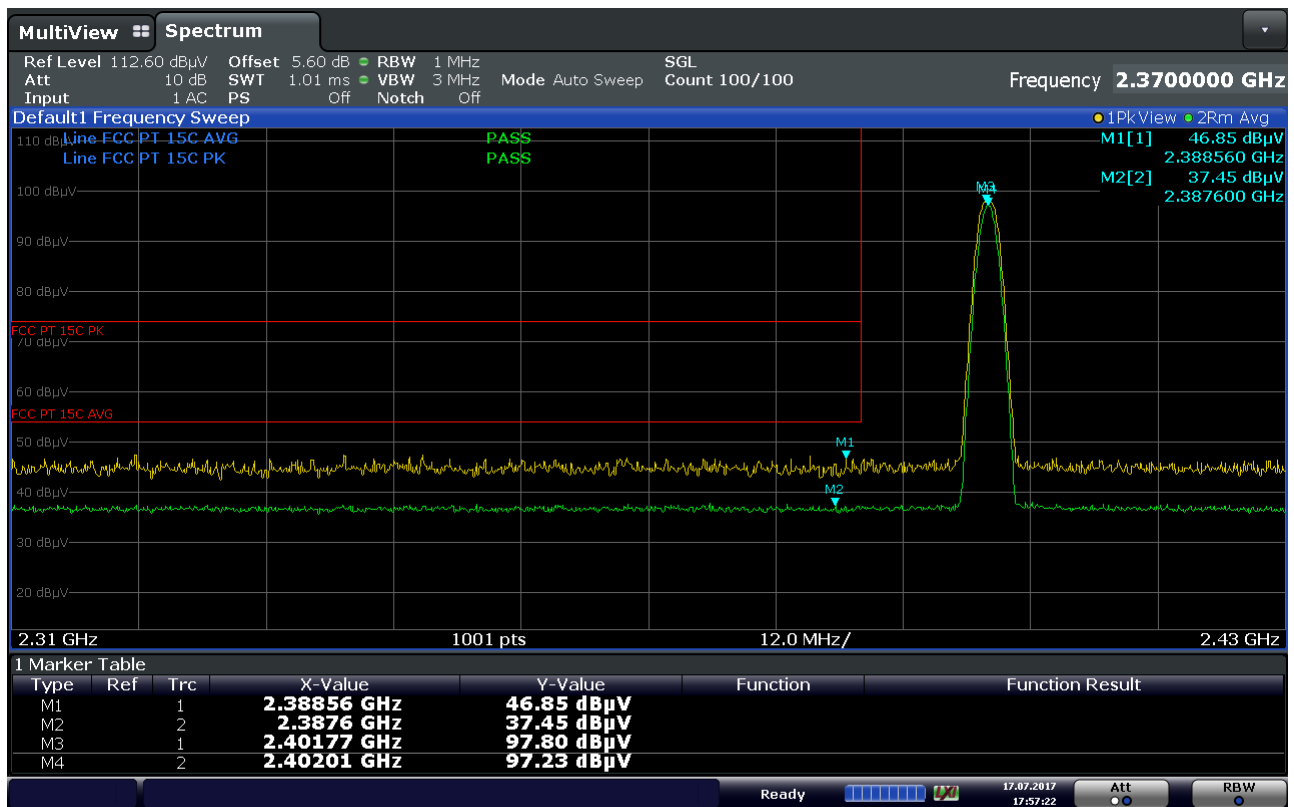 MultiView Spectrum
Ref Level 112.60 dBµV Offset 5.60 dB RBW 1 MHz SGL
Att 10 dB SWT 1.01 ms VBW 3 MHz Mode Auto Sweep Count 100/100
Input 1 AC PS Off Notch Off
Frequency 2.3700000 GHz
Default1 Frequency Sweep 1Pk View 2Rm Avg
110 dBµV Line FCC PT 15C AVG PASS
Line FCC PT 15C PK PASS
M1[1] 46.85 dBµV
2.388560 GHz
M2[2] 37.45 dBµV
2.387600 GHz
100 dBµV
M3
M4
90 dBµV
80 dBµV
FCC PT 15C PK
70 dBµV
60 dBµV
FCC PT 15C AVG
50 dBµV
M1
40 dBµV
M2
30 dBµV
20 dBµV
2.31 GHz 1001 pts 12.0 MHz/ 2.43 GHz
1 Marker Table
Type Ref Trc X-Value Y-Value Function Function Result
M1 1 2.38856 GHz 46.85 dBµV
M2 2 2.3876 GHz 37.45 dBµV
M3 1 2.40177 GHz 97.80 dBµV
M4 2 2.40201 GHz 97.23 dBµV
Ready LXI 17.07.2017 Att RBW
17:57:22